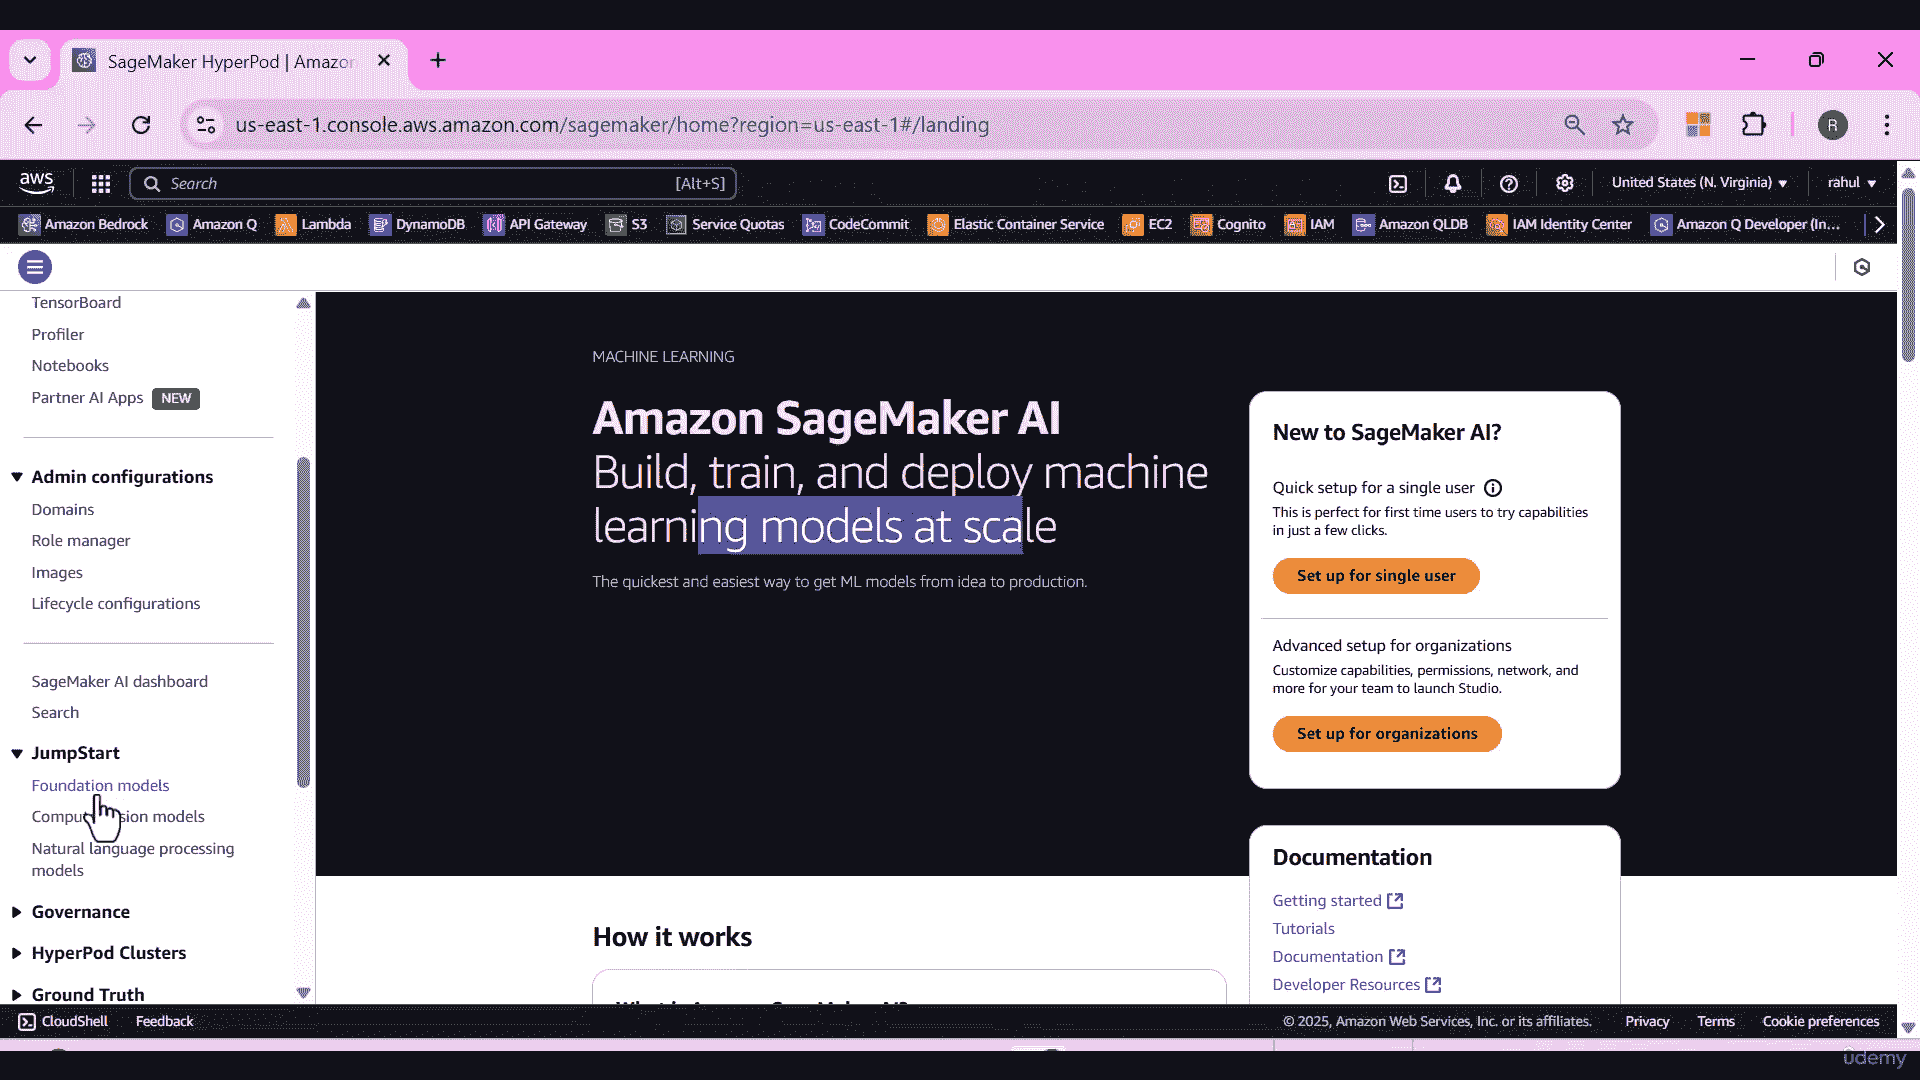 SageMaker HyperPod | Amazon
us-east-1.console.aws.amazon.com/sagemaker/home?region=us-east-1#/landing
R
aws
Search [Alt+S]
United States (N. Virginia) rahul
Amazon Bedrock Amazon Q Lambda DynamoDB API Gateway S3 Service Quotas CodeCommit Elastic Container Service EC2 Cognito IAM Amazon QLDB IAM Identity Center Amazon Q Developer (In...
TensorBoard
Profiler
Notebooks
Partner AI Apps NEW
Admin configurations
Domains
Role manager
Images
Lifecycle configurations
SageMaker AI dashboard
Search
JumpStart
Foundation models
models
Natural language processing
models
Governance
HyperPod Clusters
Ground Truth
MACHINE LEARNING
Amazon SageMaker AI
Build, train, and deploy machine
learning models at scale
The quickest and easiest way to get ML models from idea to production.
New to SageMaker AI?
Quick setup for a single user
This is perfect for first time users to try capabilities
in just a few clicks.
Set up for single user
Advanced setup for organizations
Customize capabilities, permissions, network, and
more for your team to launch Studio.
Set up for organizations
Documentation
Getting started
Tutorials
Documentation
Developer Resources
How it works
CloudShell Feedback
© 2025, Amazon Web Services, Inc. or its affiliates. Privacy Terms Cookie preferences
udemy